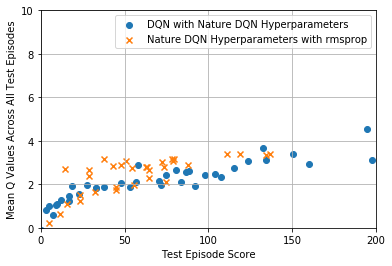 DQN with Nature DQN Hyperparameters
Nature DQN Hyperparameters with rmsprop
Mean Q Values Across All Test Episodes
10
8
6
4
2
0
0
50
100
150
200
Test Episode Score